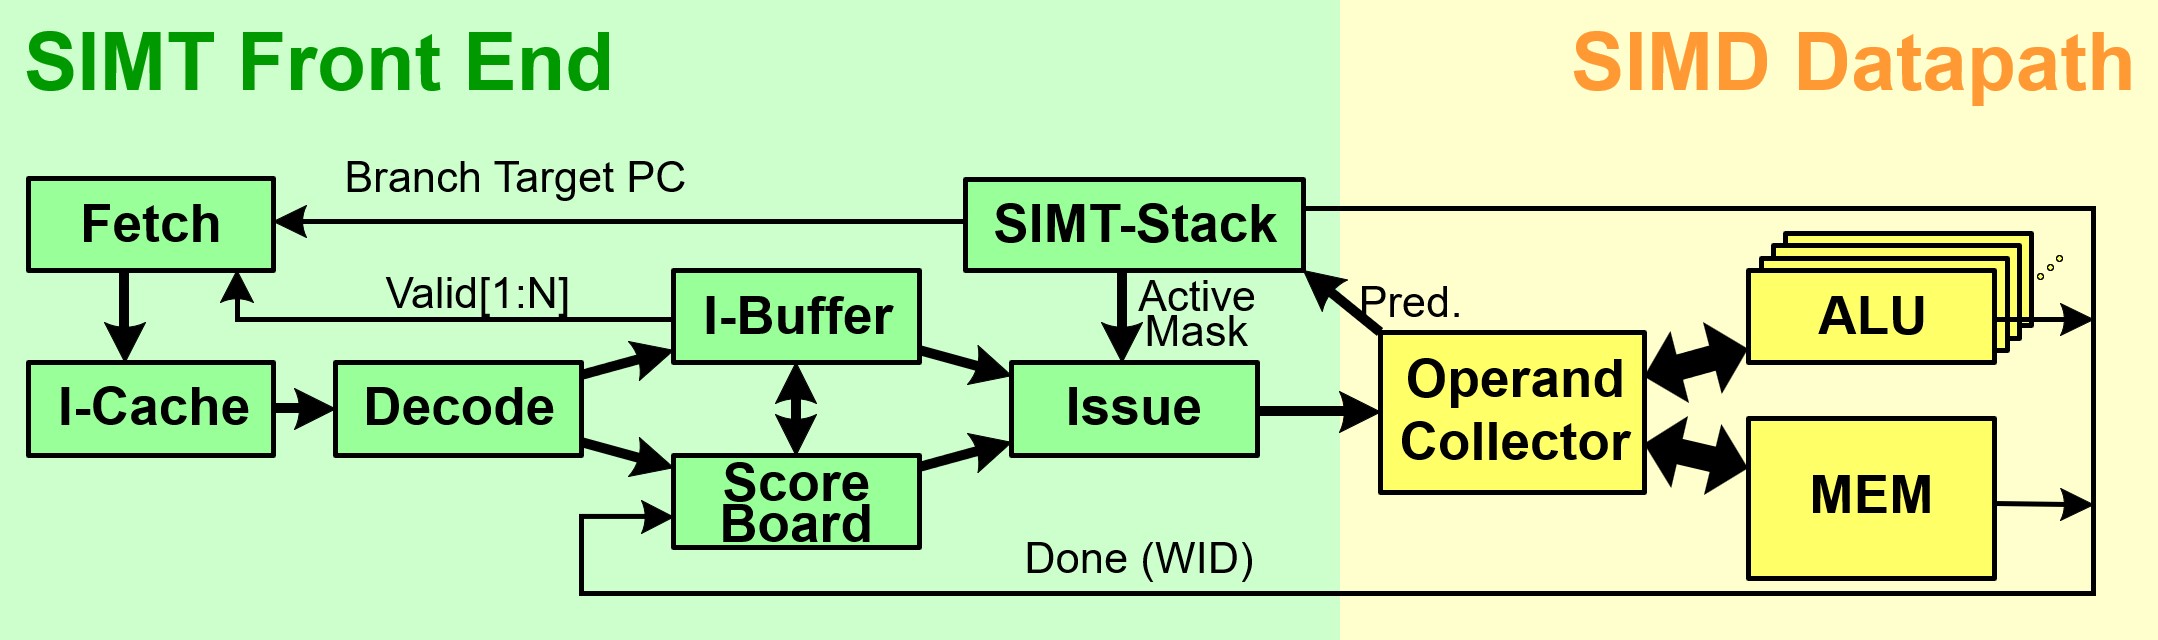 SIMT Front End
SIMD Datapath
Branch Target PC
Fetch
SIMT-Stack
Valid[1:N]
I-Buffer
Active
Mask
Pred.
ALU
I-Cache
Decode
Issue
Operand
Collector
Score
Board
MEM
Done (WID)